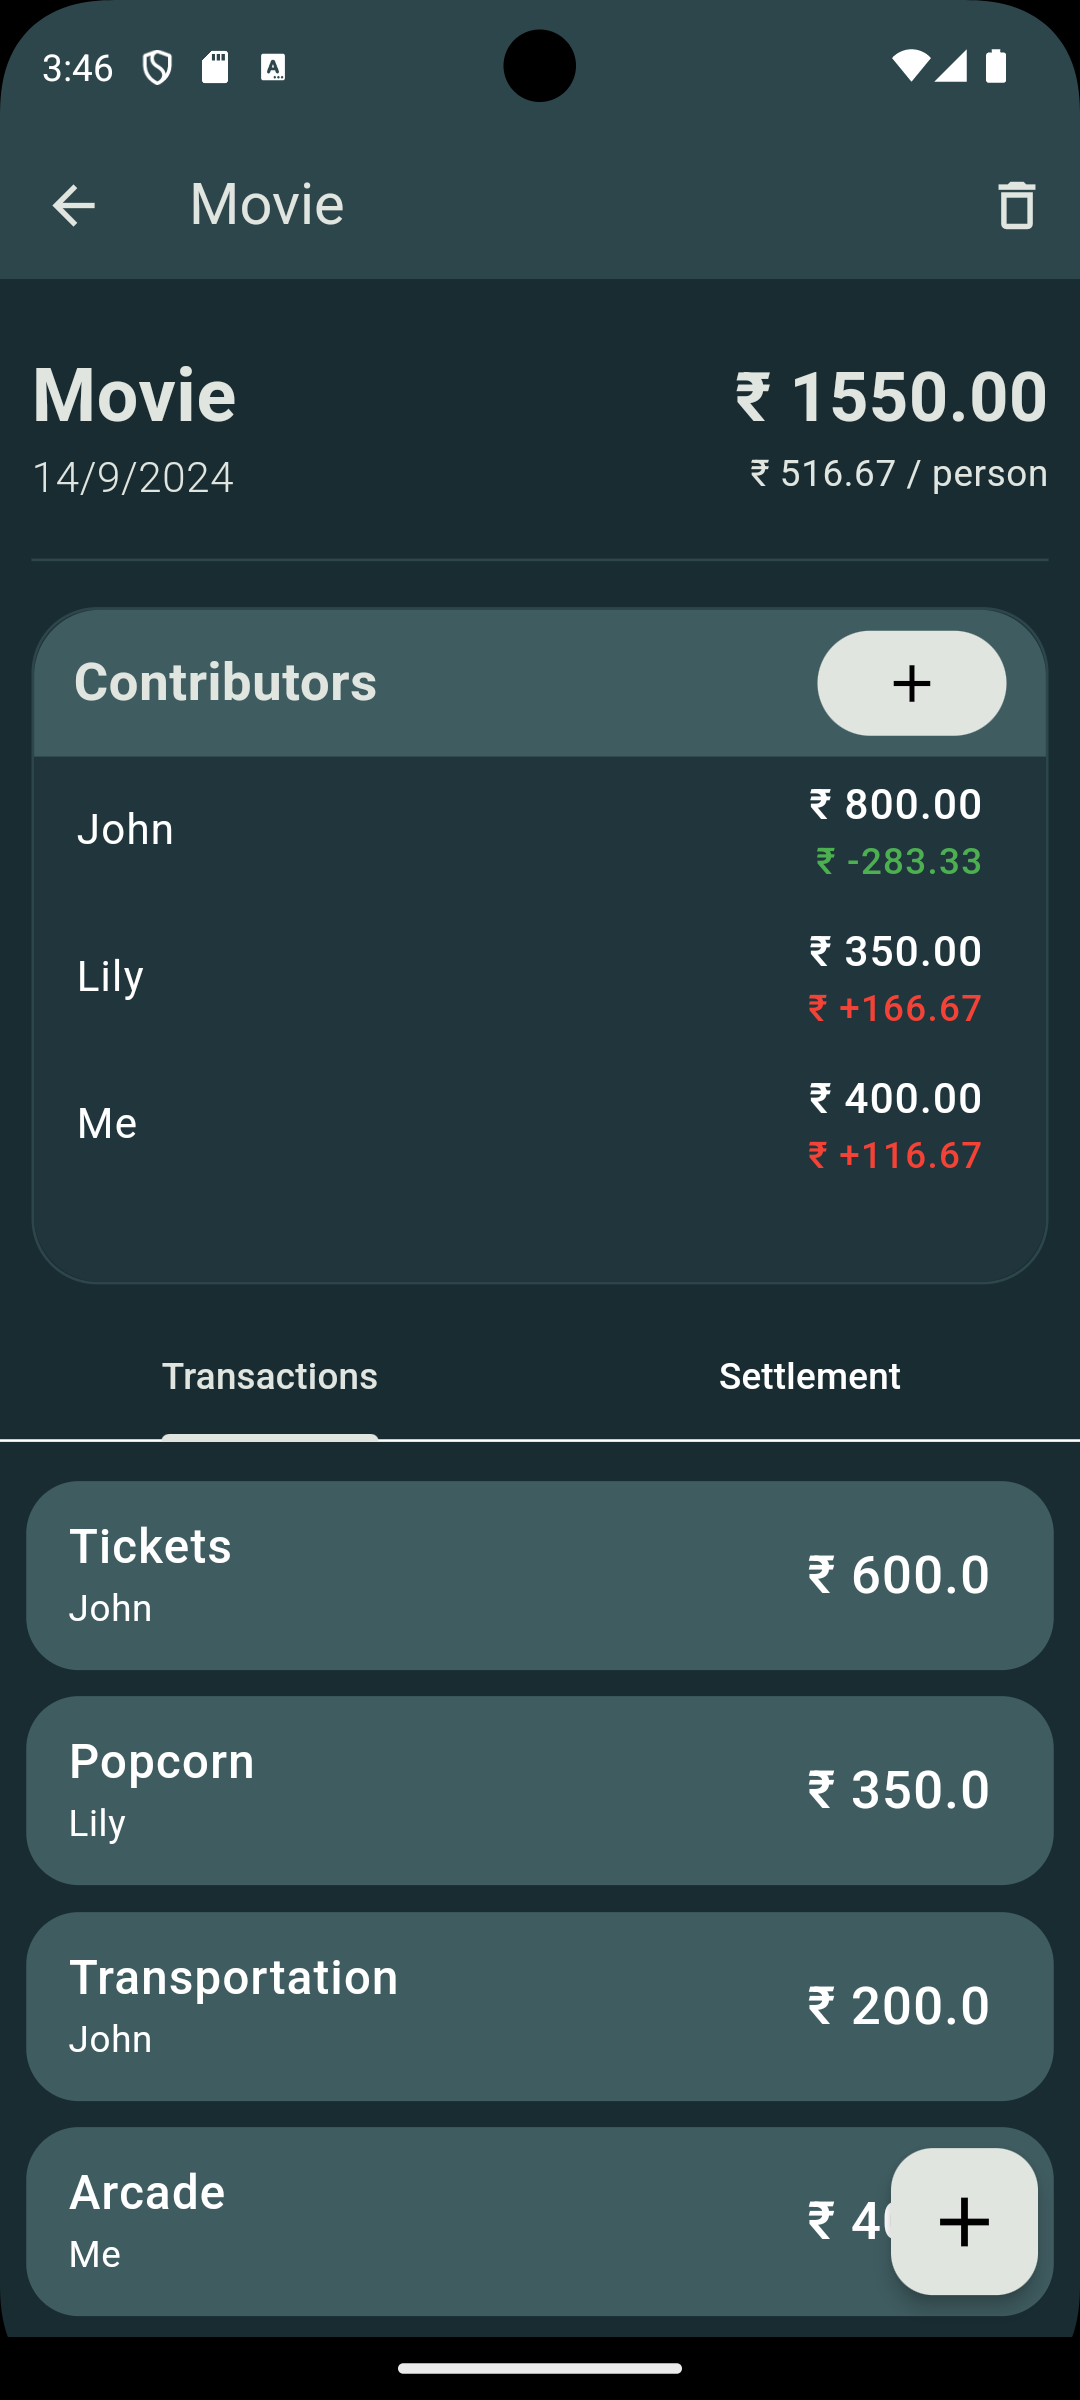 3:46
Movie
Movie
₹ 1550.00
14/9/2024
₹ 516.67 / person
Contributors
John
₹ 800.00
₹ -283.33
Lily
₹ 350.00
₹ +166.67
Me
₹ 400.00
₹ +116.67
Transactions
Settlement
Tickets
₹ 600.0
John
Popcorn
₹ 350.0
Lily
Transportation
₹ 200.0
John
Arcade
₹
Me